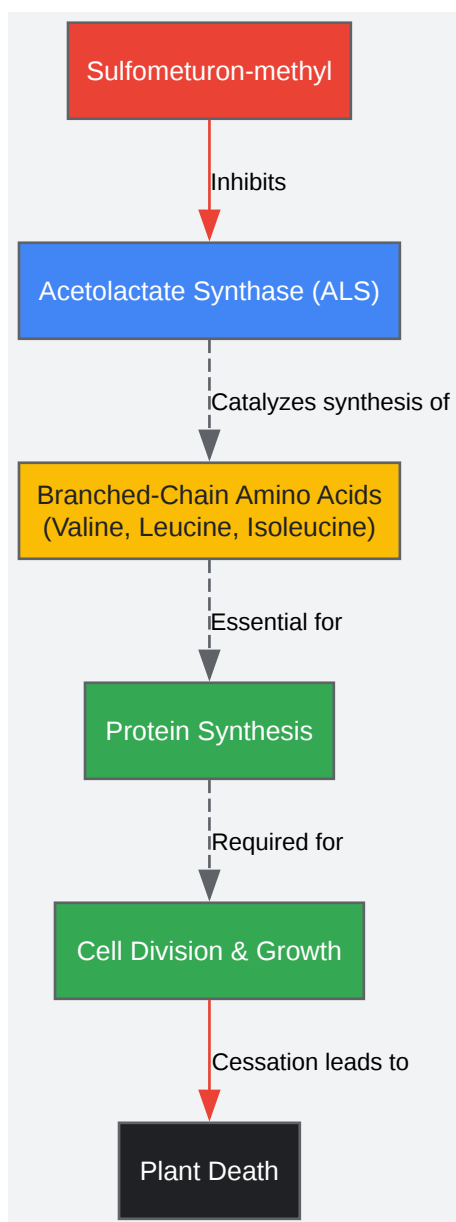 Sulfometuron-methyl
Inhibits
Acetolactate Synthase (ALS)
Catalyzes synthesis of
Branched-Chain Amino Acids
(Valine, Leucine, Isoleucine)
Essential for
Protein Synthesis
Required for
Cell Division & Growth
Cessation leads to
Plant Death